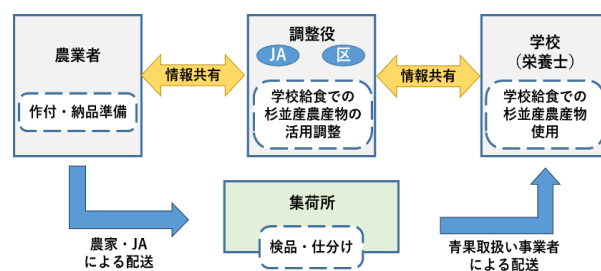 農業者
作付・納品準備
情報共有
調整役
JA
区
学校給食での
杉並産農産物の
活用調整
情報共有
学校
（栄養士）
学校給食での
杉並産農産物
使用
農家・JA
による配送
集荷所
検品・仕分け
青果取扱い事業者
による配送